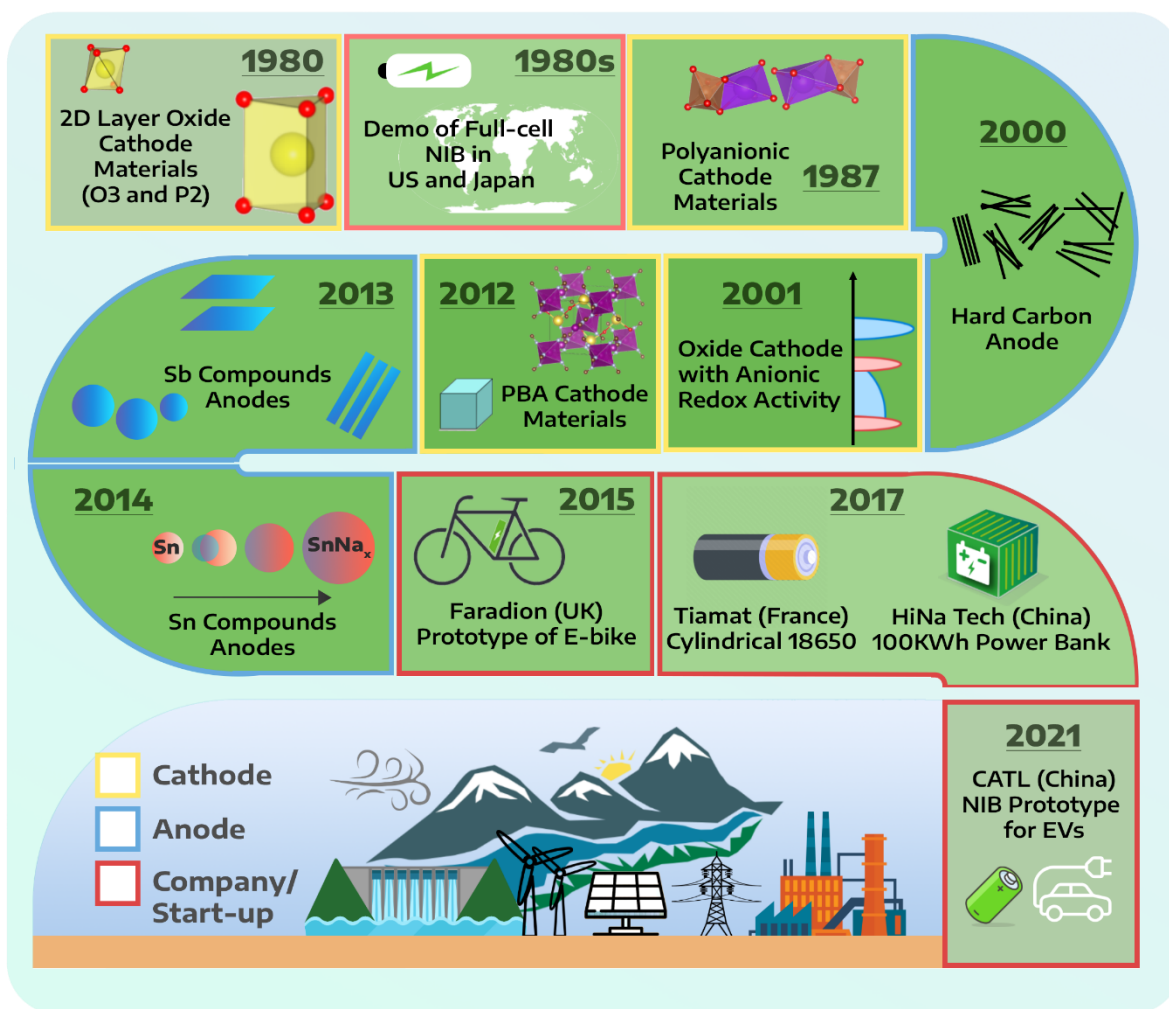 1980
2D Layer Oxide
Cathode
Materials
(O3 and P2)
1980s
Demo of Full-cell
NIB in
US and Japan
Polyanionic
Cathode
Materials
1987
2000
Hard Carbon
Anode
2001
Oxide Cathode
with Anionic
Redox Activity
2012
PBA Cathode
Materials
2013
Sb Compounds
Anodes
2014
Sn
SnNax
Sn Compounds
Anodes
2015
Faradion (UK)
Prototype of E-bike
2017
Tiamat (France)
Cylindrical 18650
HiNa Tech (China)
100KWh Power Bank
2021
CATL (China)
NIB Prototype
for EVs
Cathode
Anode
Company/
Start-up